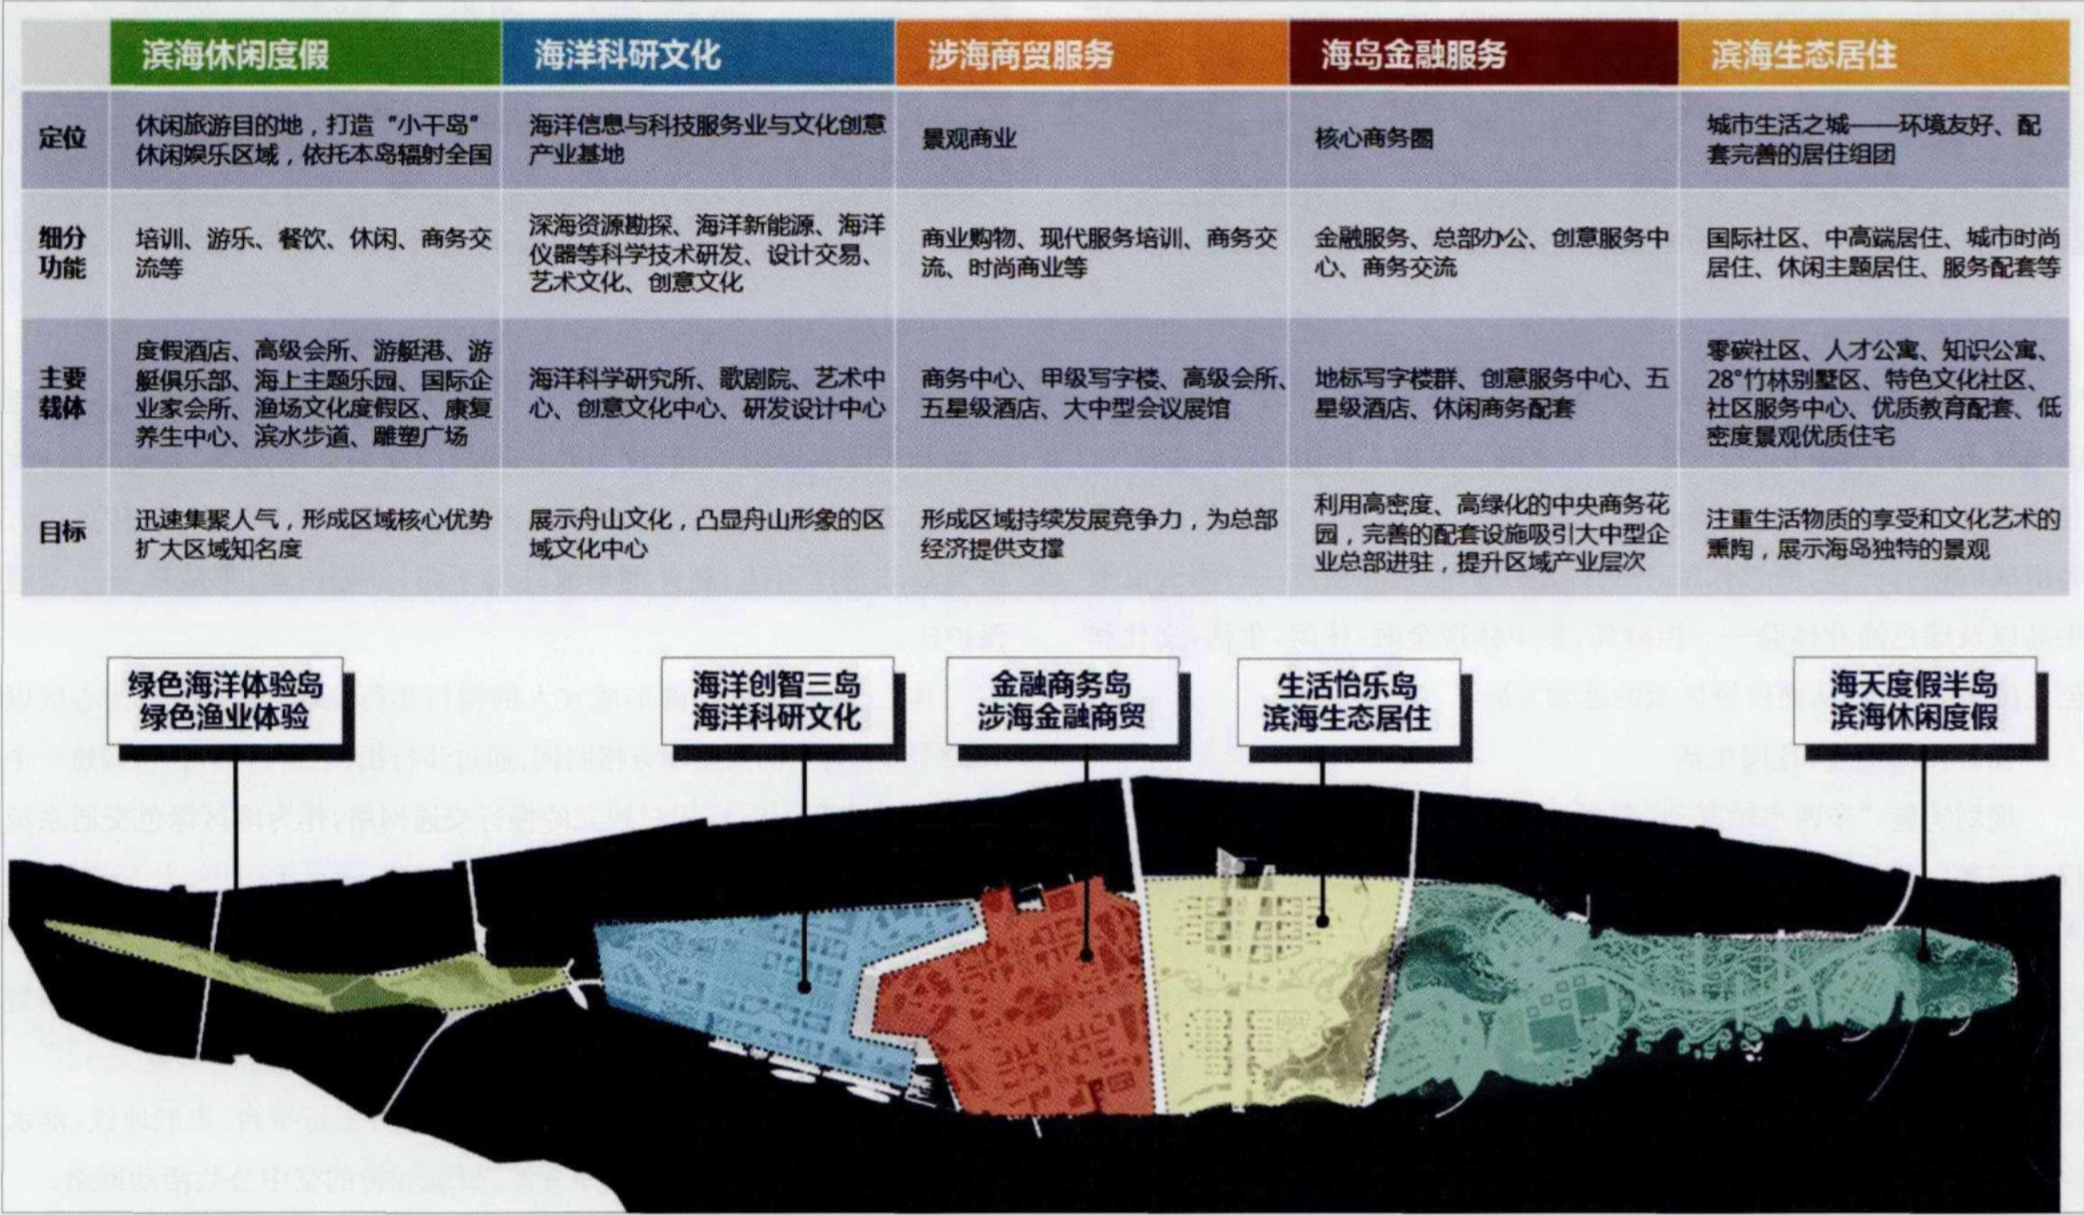 滨海休闲度假
海洋科研文化
涉海商贸服务
海岛金融服务
滨海生态居住
定位
休闲旅游目的地，打造“小干岛”
休闲娱乐区域，依托本岛辐射全国
海洋信息与科技服务业与文化创意
产业基地
景观商业
核心商务圈
城市生活之城——环境友好、配
套完善的居住组团
细分
功能
培训、游乐、餐饮、休闲、商务交
流等
深海资源勘探、海洋新能源、海洋
仪器等科学技术研发、设计交易、
艺术文化、创意文化
商业购物、现代服务培训、商务交
流、时尚商业等
金融服务、总部办公、创意服务中
心、商务交流
国际社区、中高端居住、城市时尚
居住、休闲主题居住、服务配套等
主要
载体
度假酒店、高级会所、游艇港、游
艇俱乐部、海上主题乐园、国际企
业家会所、渔场文化度假区、康复
养生中心、滨水步道、雕塑广场
海洋科学研究所、歌剧院、艺术中
心、创意文化中心、研发设计中心
商务中心、甲级写字楼、高级会所、
五星级酒店、大中型会议展馆
地标写字楼群、创意服务中心、五
星级酒店、休闲商务配套
零碳社区、人才公寓、知识公寓、
28°竹林别墅区、特色文化社区、
社区服务中心、优质教育配套、低
密度景观优质住宅
目标
迅速集聚人气，形成区域核心优势
扩大区域知名度
展示舟山文化，凸显舟山形象的区
域文化中心
形成区域持续发展竞争力，为总部
经济提供支撑
利用高密度、高绿化的中央商务花
园，完善的配套设施吸引大中型企
业总部进驻，提升区域产业层次
注重生活物质的享受和文化艺术的
熏陶，展示海岛独特的景观
绿色海洋体验岛
绿色渔业体验
海洋创智三岛
海洋科研文化
金融商务岛
涉海金融商贸
生活怡乐岛
滨海生态居住
海天度假半岛
滨海休闲度假